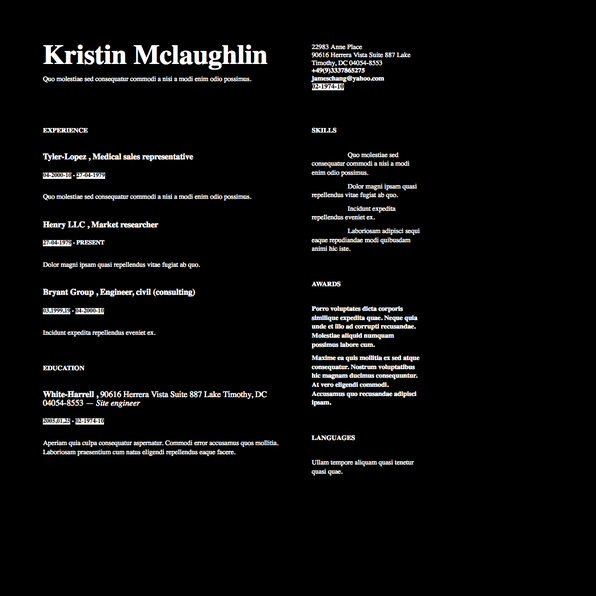 Kristin Mclaughlin
Quo molestiae sed consequatur commodi a nisi a modi enim odio possimus.
22983 Anne Place
90616 Herrera Vista Suite 887 Lake
Timothy, DC 04054-8553
+49(9)3337865275
jameschang@yahoo.com
02-1974-10
EXPERIENCE
Tyler-Lopez , Medical sales representative
04-2000-10 - 27-04-1979
Quo molestiae sed consequatur commodi a nisi a modi enim odio possimus.
Henry LLC , Market researcher
27-04-1979 - PRESENT
Dolor magni ipsam quasi repellendus vitae fugiat ab quo.
Bryant Group , Engineer, civil (consulting)
03.1999.19 - 04-2000-10
Incidunt expedita repellendus eveniet ex.
EDUCATION
White-Harrell , 90616 Herrera Vista Suite 887 Lake Timothy, DC
04054-8553 — Site engineer
2005.01.25 - 02-1974-10
Aperiam quia culpa consequatur aspernatur. Commodi error accusamus quos mollitia.
Laboriosam praesentium cum natus eligendi repellendus eaque facere.
SKILLS
Quo molestiae sed
consequatur commodi a nisi a modi
enim odio possimus.
Dolor magni ipsam quasi
repellendus vitae fugiat ab quo.
Incidunt expedita
repellendus eveniet ex.
Laboriosam adipisci sequi
eaque repudiandae modi quibusdam
animi hic iste.
AWARDS
Porro voluptates dicta corporis
similique expedita quae. Neque quia
unde et illo ad corrupti recusandae.
Molestiae aliquid numquam
possimus labore cum.
Maxime ea quis mollitia ex sed atque
consequatur. Nostrum voluptatibus
hic magnam ducimus consequuntur.
At vero eligendi commodi.
Accusamus quo recusandae adipisci
ipsam.
LANGUAGES
Ullam tempore aliquam quasi tenetur
quasi quae.